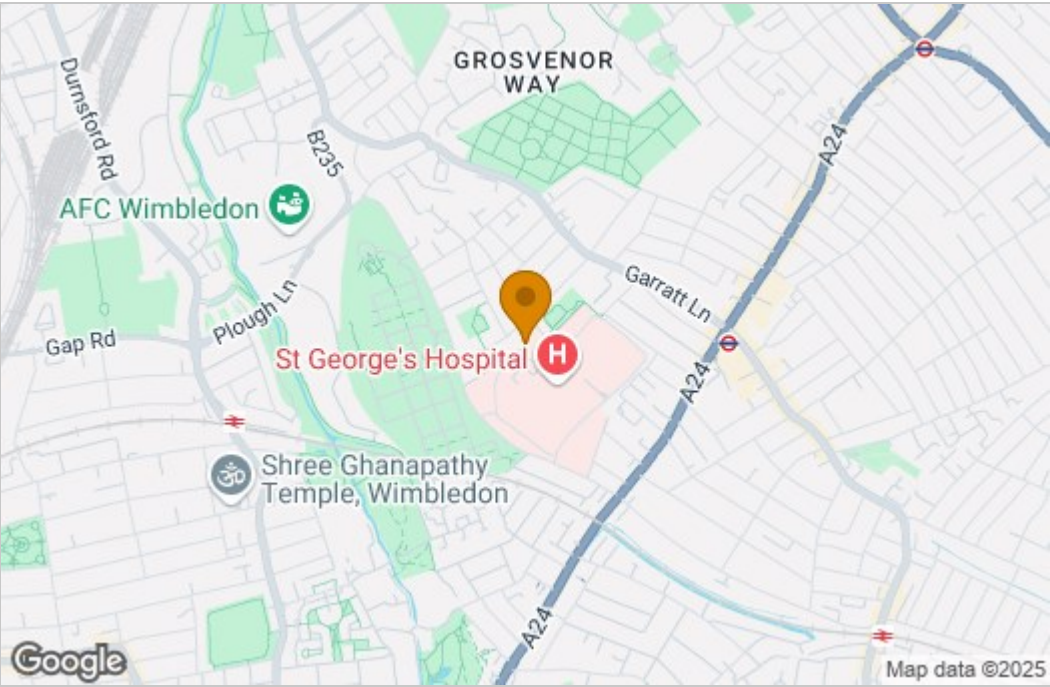 GROSVENOR
WAY
Durnsford Rd
B235
A24
AFC Wimbledon
Garratt Ln
Plough Ln
Gap Rd
St George's Hospital
H
A24
Shree Ghanapathy
Temple, Wimbledon
A24
Google
Map data ©2025